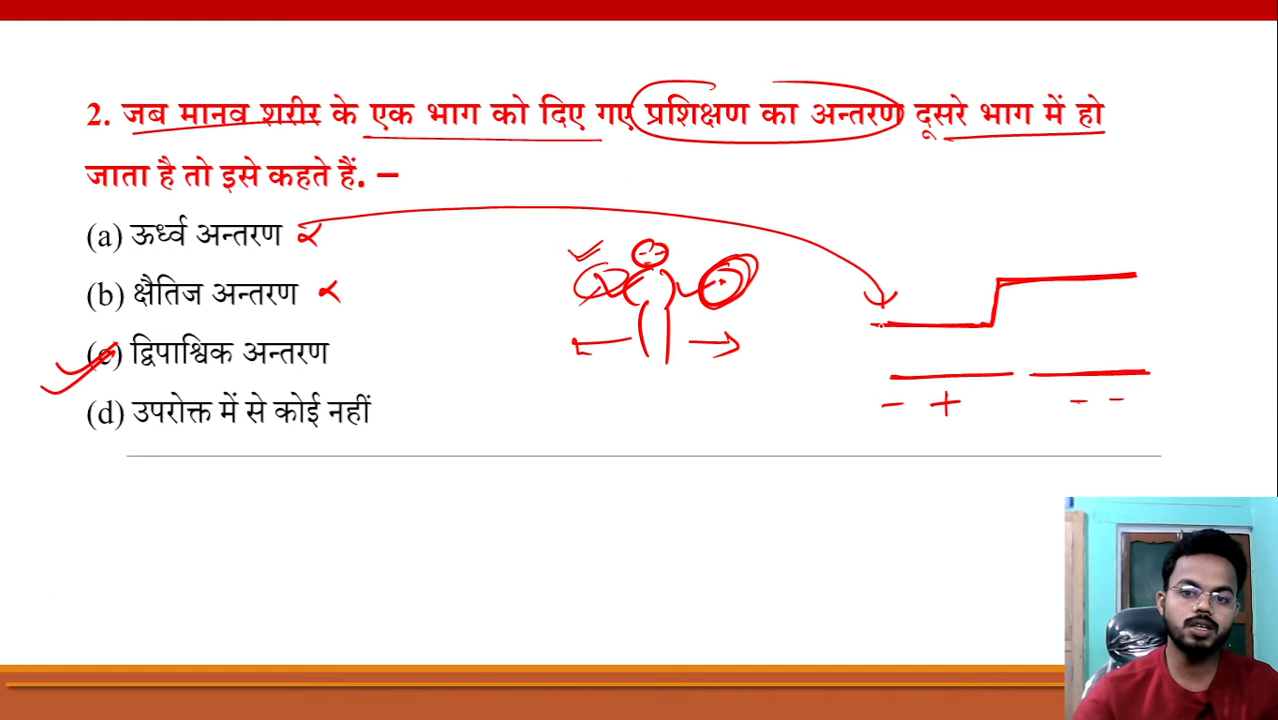 2. जब मानव शरीर के एक भाग को दिए गए प्रशिक्षण का अन्तरण दूसरे भाग में हो
जाता है तो इसे कहते हैं. –
(a) ऊर्ध्व अन्तरण
(b) क्षैतिज अन्तरण
(c) द्विपाश्विक अन्तरण
(d) उपरोक्त में से कोई नहीं
- +
- -